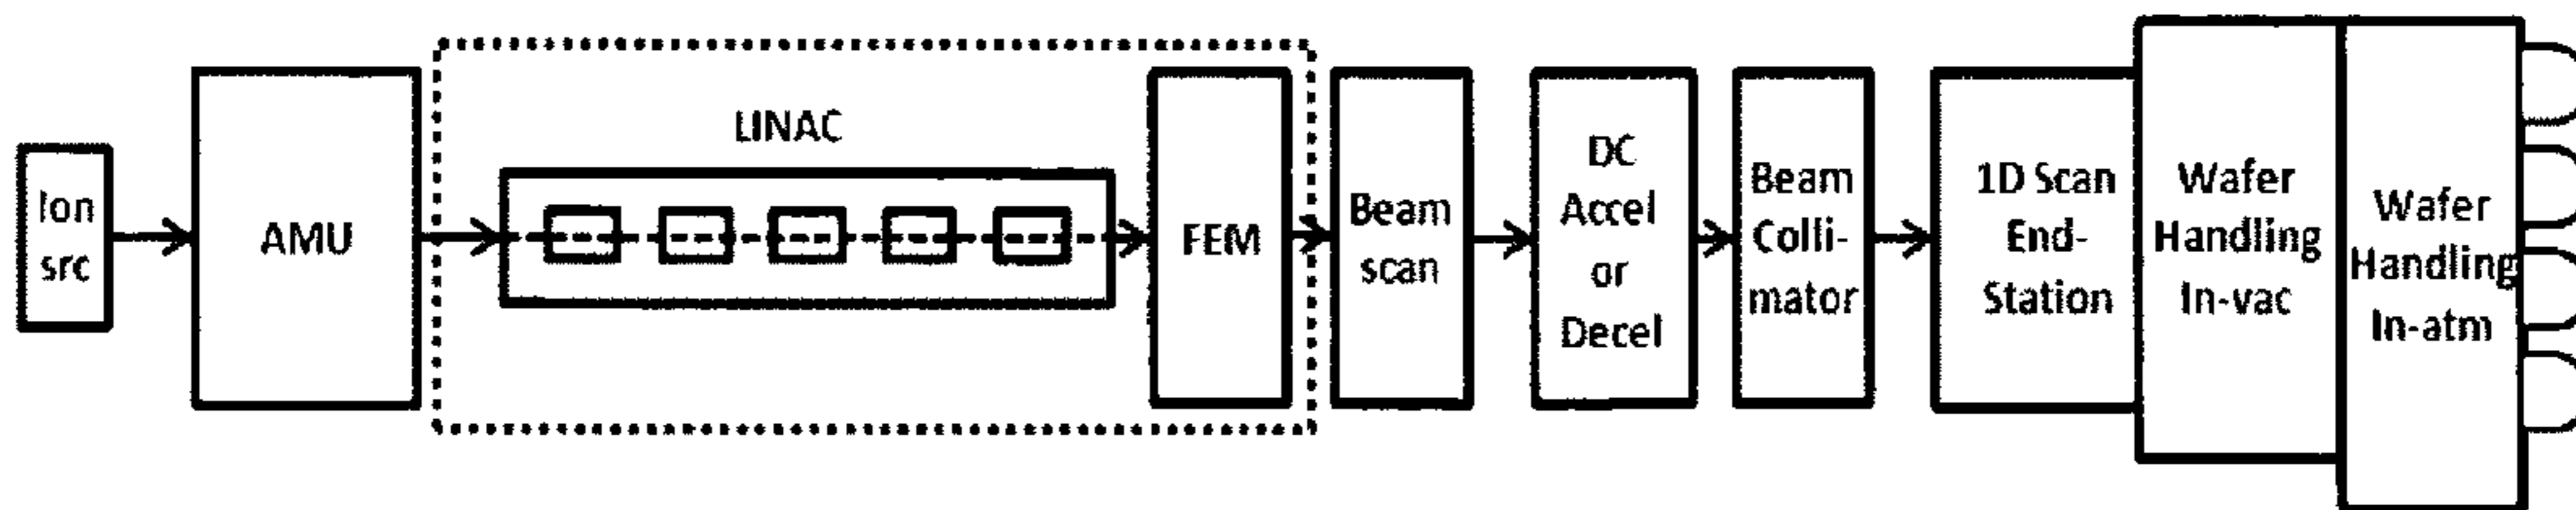 Ion
src
AMU
LINAC
FEM
Beam
scan
DC
Accel
or
Decel
Beam
Colli-
mator
1D Scan
End-
Station
Wafer
Handling
In-vac
Wafer
Handling
In-atm